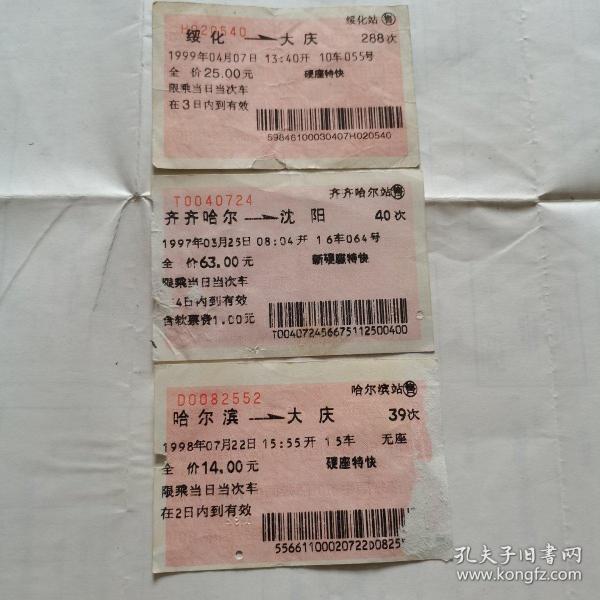 绥化站售
H020540
绥化→大庆 288次
1999年04月07日 13:40开 10车055号
全 价25.00元 硬座特快
限乘当日当次车
在3日内到有效
59846100030407H020540
齐齐哈尔站售
T0040724
齐齐哈尔→沈阳 40次
1997年03月25日 08:04开 16车064号
全 价63.00元 新硬座特快
限乘当日当次车
4日内到有效
含软票费1.00元
T004072456675112500400
哈尔滨站售
D0082552
哈尔滨→大庆 39次
1998年07月22日 15:55开 15车 无座
全 价14.00元 硬座特快
限乘当日当次车
在2日内到有效
55661100020722D0825
孔夫子旧书网
www.kongfz.com